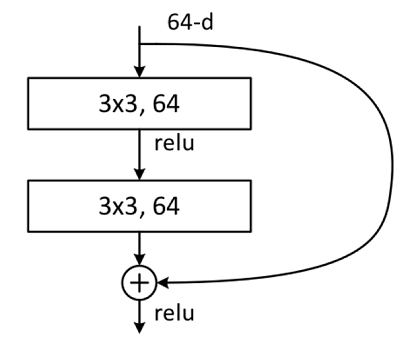 64-d
3x3, 64
relu
3x3, 64
+
relu